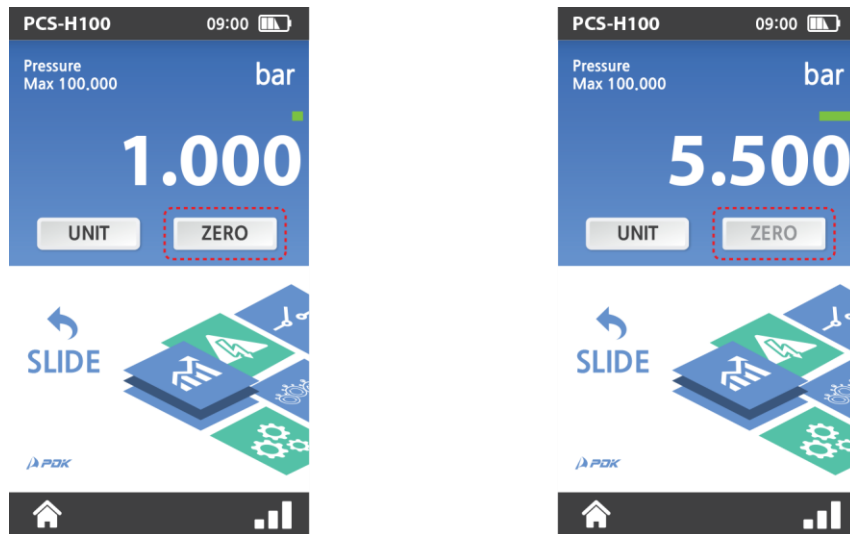 PCS-H100 09:00
Pressure
Max 100.000
bar
1.000
UNIT ZERO
SLIDE
PDK
PCS-H100 09:00
Pressure
Max 100.000
bar
5.500
UNIT ZERO
SLIDE
PDK